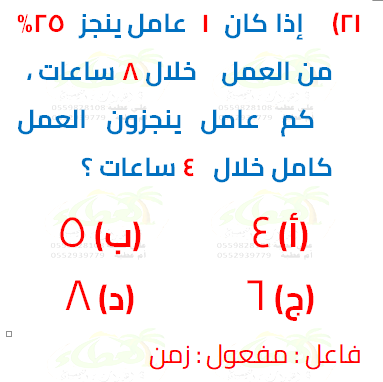 ٢١) إذا كان ١ عامل ينجز ٢٥%
من العمل خلال ٨ ساعات ،
كم عامل ينجزون العمل
كامل خلال ٤ ساعات ؟
(أ) ٤ (ب) ٥
(ج) ٦ (د) ٨
فاعل : مفعول : زمن